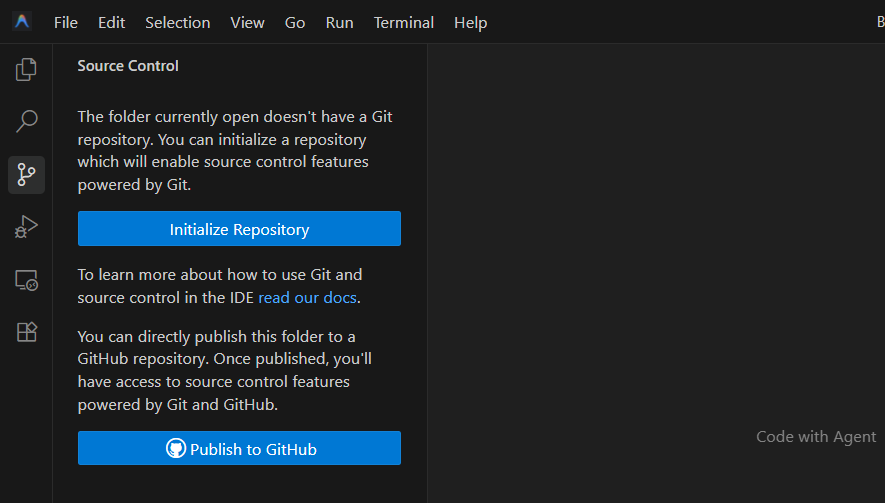 File Edit Selection View Go Run Terminal Help B
Source Control
The folder currently open doesn't have a Git
repository. You can initialize a repository
which will enable source control features
powered by Git.
Initialize Repository
To learn more about how to use Git and
source control in the IDE read our docs.
You can directly publish this folder to a
GitHub repository. Once published, you'll
have access to source control features
powered by Git and GitHub.
Publish to GitHub
Code with Agent